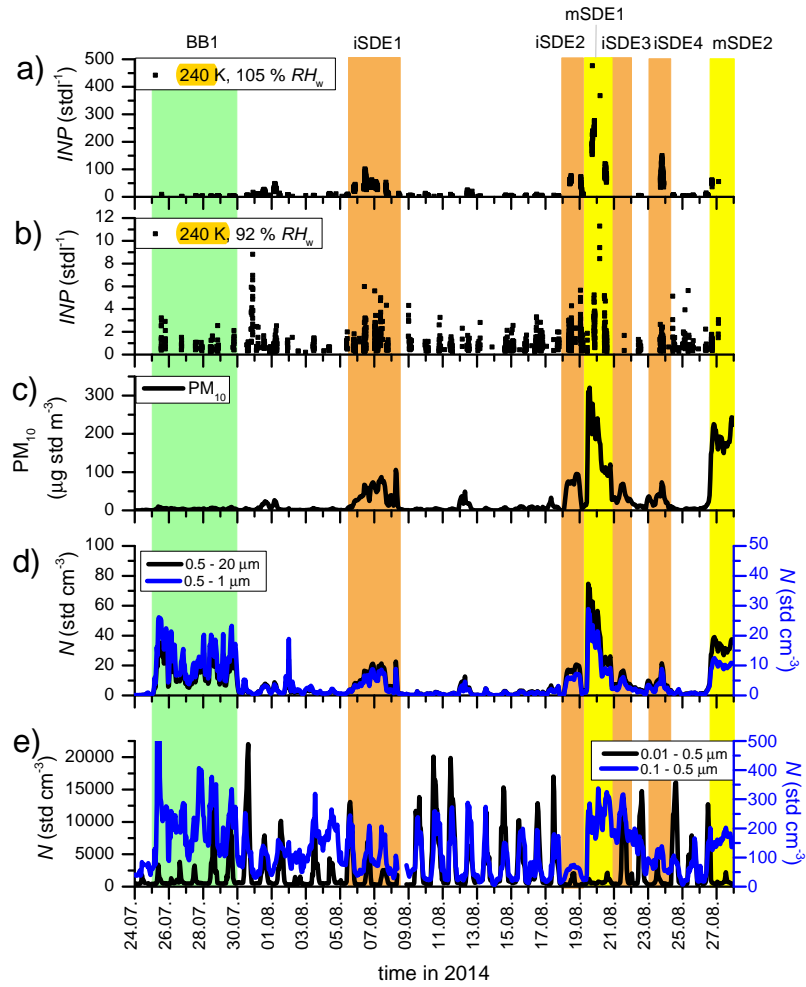 mSDE1
BB1 iSDE1 iSDE2 iSDE3 iSDE4 mSDE2
a)
500
400
300
200
100
0
INP (stdl⁻¹)
240 K, 105 % RHw
b)
12
10
8
6
4
2
0
INP (stdl⁻¹)
240 K, 92 % RHw
c)
300
200
100
0
PM₁₀
(µg std m⁻³)
PM₁₀
d)
100
80
60
40
20
0
N (std cm⁻³)
0.5 - 20 µm
0.5 - 1 µm
50
40
30
20
10
0
N (std cm⁻³)
e)
20000
15000
10000
5000
0
N (std cm⁻³)
0.01 - 0.5 µm
0.1 - 0.5 µm
500
400
300
200
100
0
N (std cm⁻³)
24.07. 26.07. 28.07. 30.07. 01.08. 03.08. 05.08. 07.08. 09.08. 11.08. 13.08. 15.08. 17.08. 19.08. 21.08. 23.08. 25.08. 27.08.
time in 2014